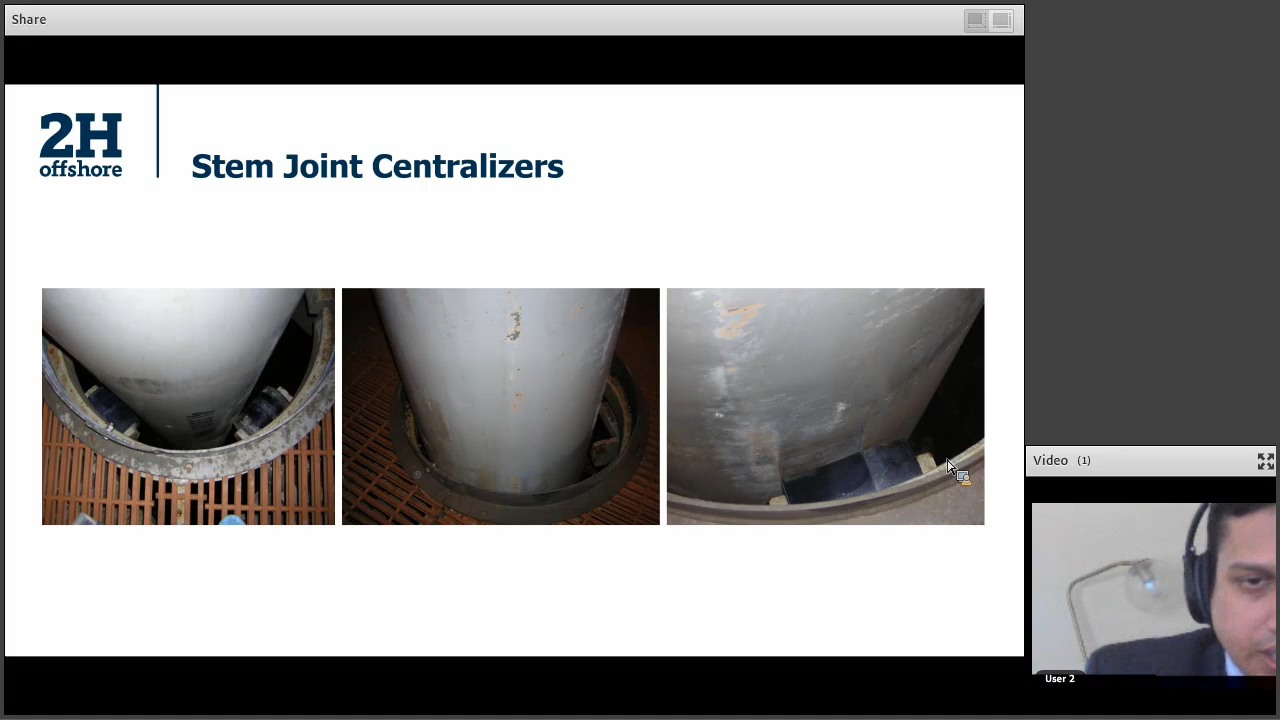 Share
2H
offshore
Stem Joint Centralizers
Video (1)
User 2